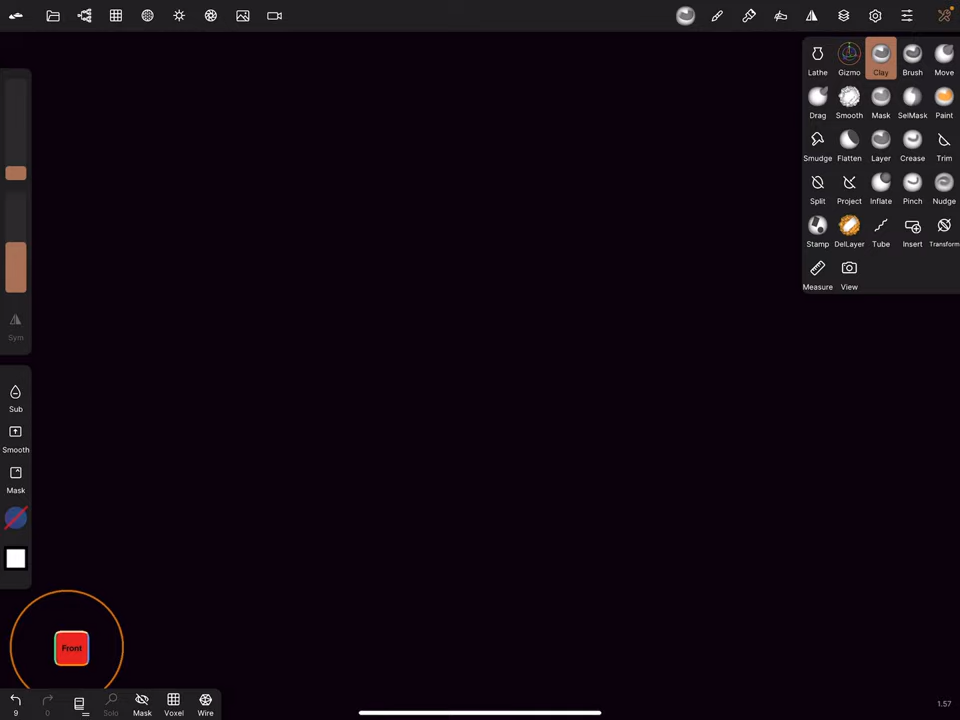 Lathe Gizmo Clay Brush Move
Drag Smooth Mask SelMask Paint
Smudge Flatten Layer Crease Trim
Split Project Inflate Pinch Nudge
Stamp DelLayer Tube Insert Transform
Measure View
Sym
Sub
Smooth
Mask
Front
9 0 Solo Mask Voxel Wire
1.57